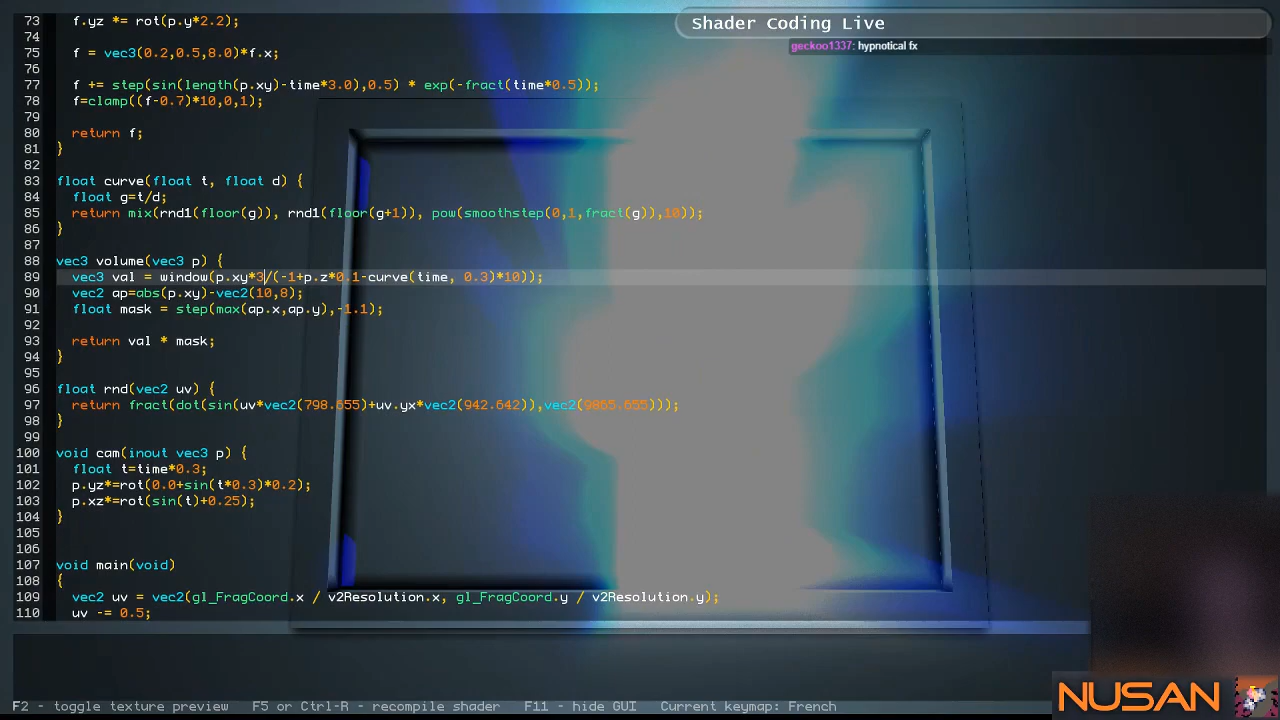 Shader Coding Live
geckoo1337: hypnotical fx
73 f.yz *= rot(p.y*2.2);
74
75 f = vec3(0.2,0.5,8.0)*f.x;
76
77 f += step(sin(length(p.xy)-time*3.0),0.5) * exp(-fract(time*0.5));
78 f=clamp((f-0.7)*10,0,1);
79
80 return f;
81 }
82
83 float curve(float t, float d) {
84 float g=t/d;
85 return mix(rnd1(floor(g)), rnd1(floor(g+1)), pow(smoothstep(0,1,fract(g)),10));
86 }
87
88 vec3 volume(vec3 p) {
89 vec3 val = window(p.xy*3/(-1+p.z*0.1-curve(time, 0.3)*10));
90 vec2 ap=abs(p.xy)-vec2(10,8);
91 float mask = step(max(ap.x,ap.y),-1.1);
92
93 return val * mask;
94 }
95
96 float rnd(vec2 uv) {
97 return fract(dot(sin(uv*vec2(798.655)+uv.yx*vec2(942.642)),vec2(9865.655)));
98 }
99
100 void cam(inout vec3 p) {
101 float t=time*0.3;
102 p.yz*=rot(0.0+sin(t*0.3)*0.2);
103 p.xz*=rot(sin(t)+0.25);
104 }
105
106
107 void main(void)
108 {
109 vec2 uv = vec2(gl_FragCoord.x / v2Resolution.x, gl_FragCoord.y / v2Resolution.y);
110 uv -= 0.5;
F2 - toggle texture preview F5 or Ctrl-R - recompile shader F11 - hide GUI Current keymap: French
NUSAN